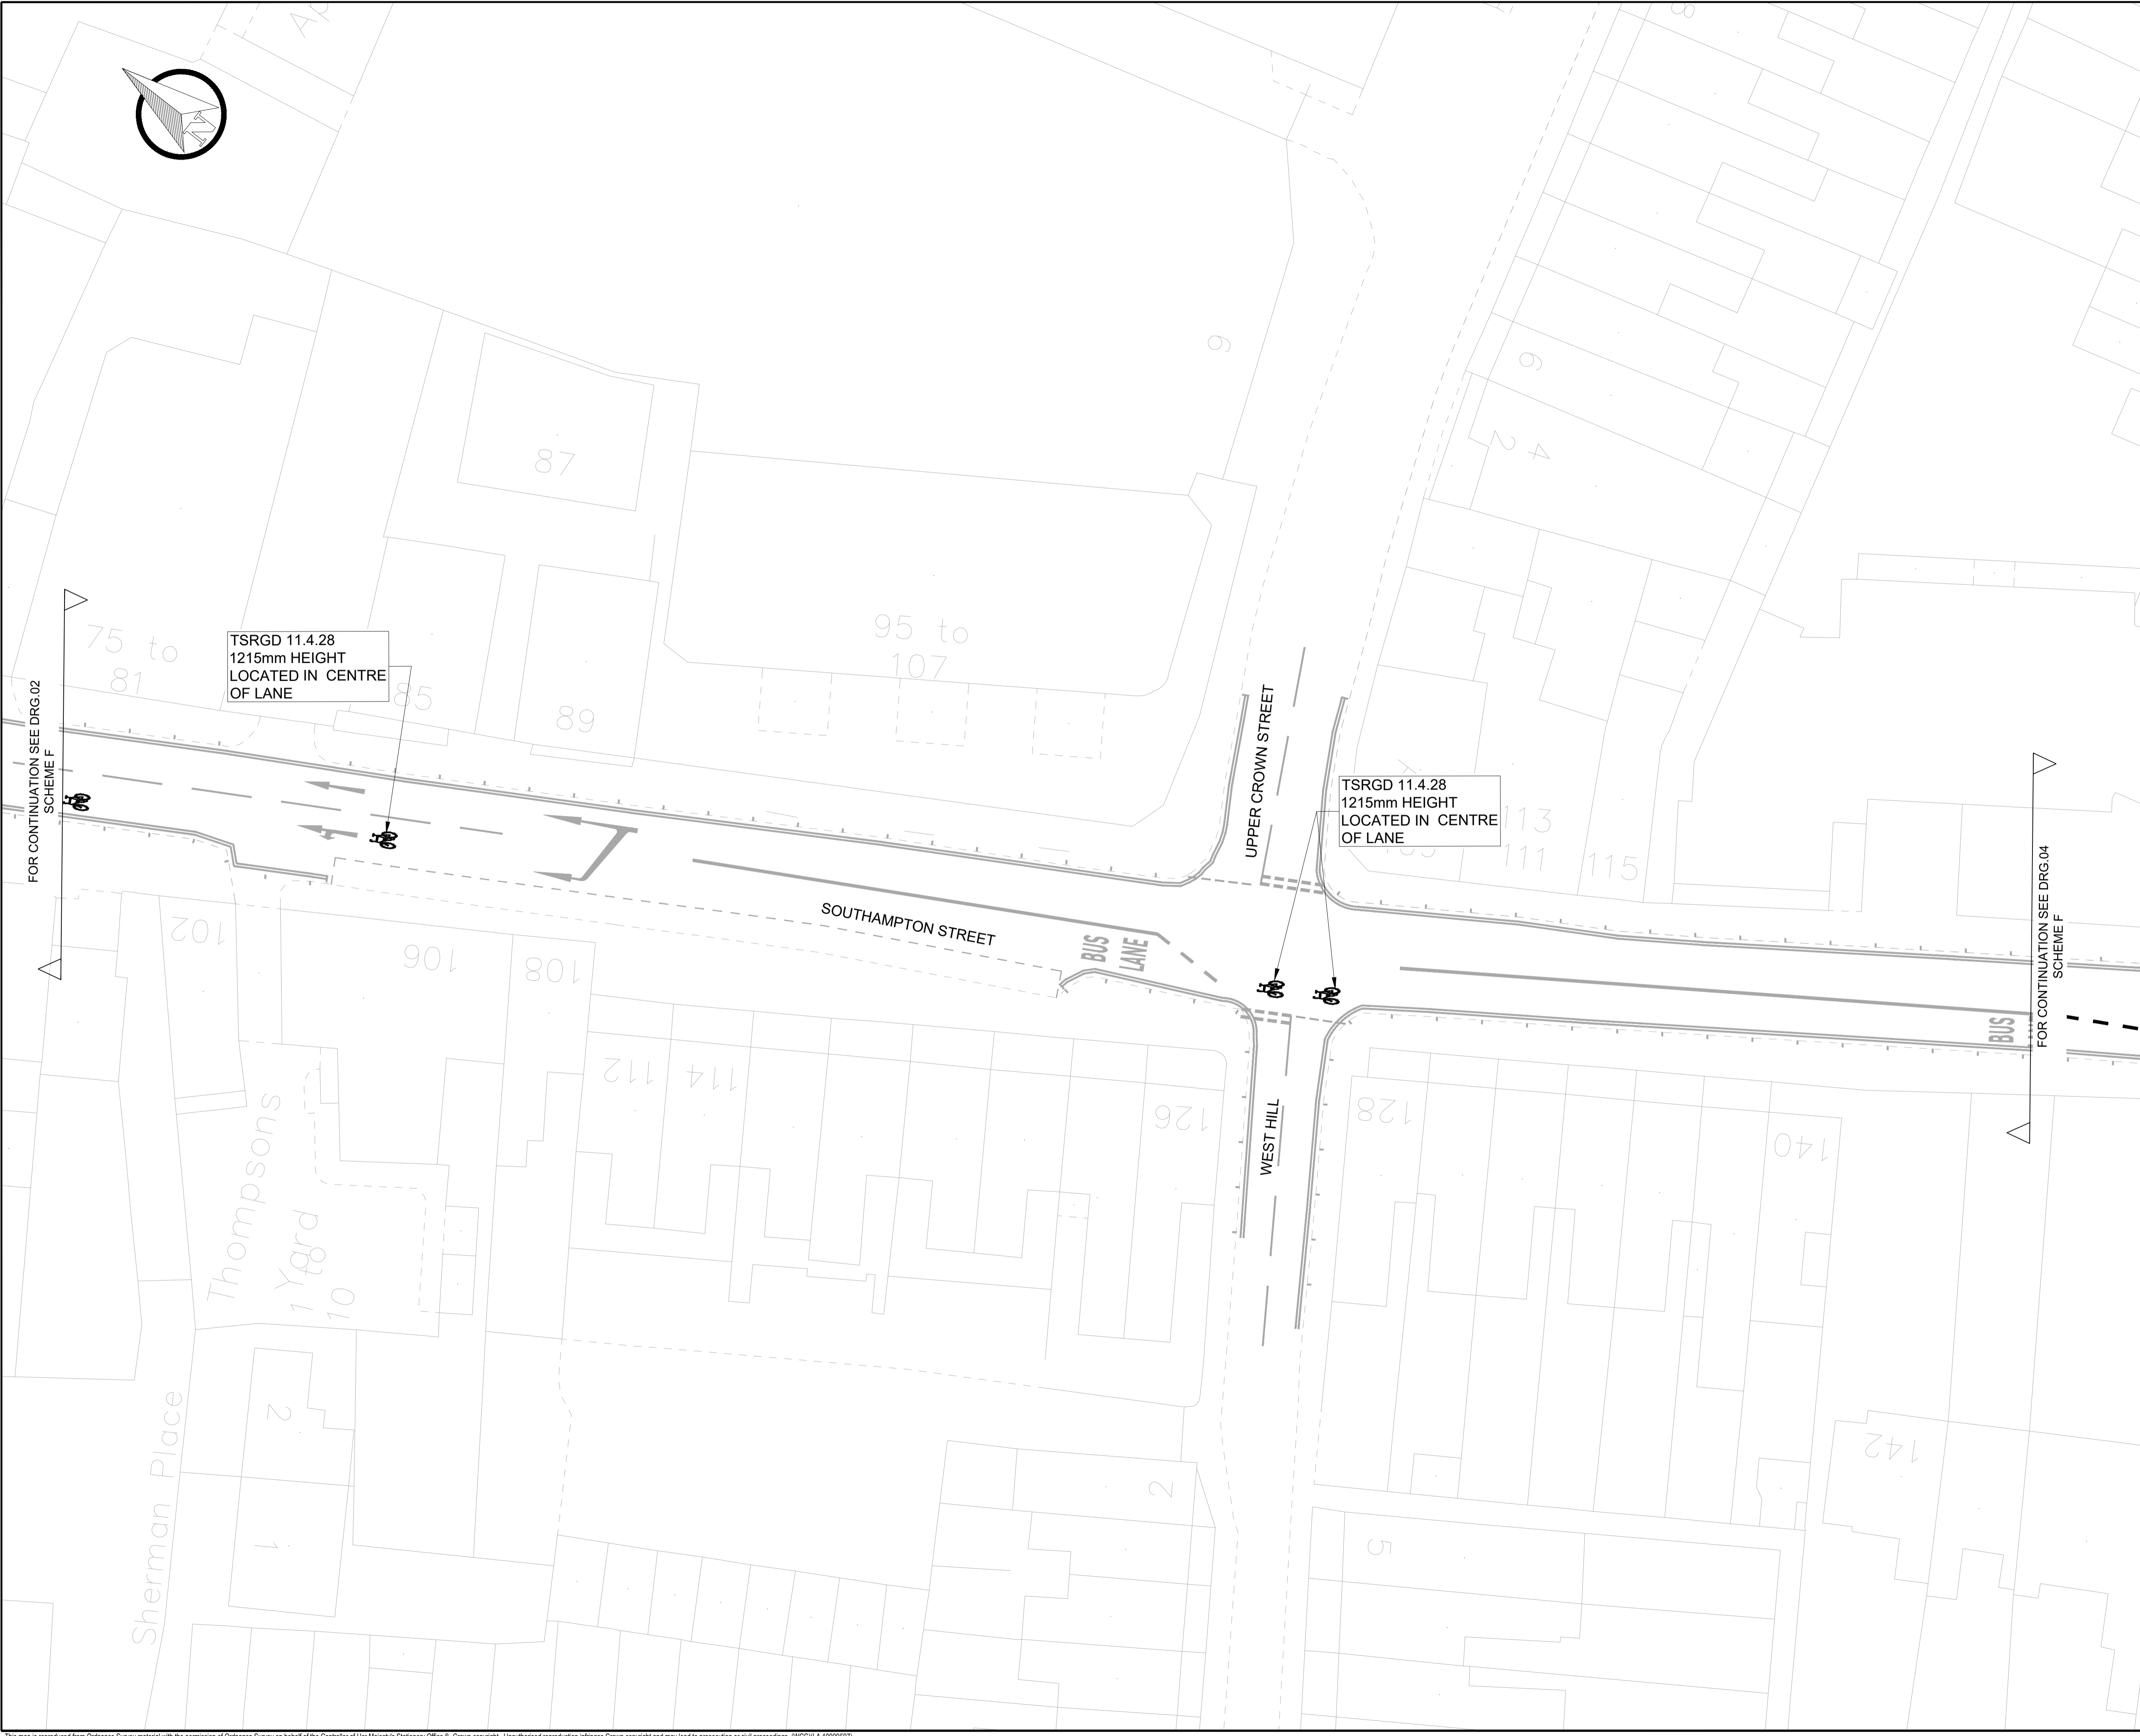 N
8
9
6
2 4
87
95 to
107
75 to
81
TSRGD 11.4.28
1215mm HEIGHT
LOCATED IN CENTRE
OF LANE
85
89
FOR CONTINUATION SEE DRG.02
SCHEME F
UPPER CROWN STREET
TSRGD 11.4.28
1215mm HEIGHT
LOCATED IN CENTRE
OF LANE
113
111
115
SOUTHAMPTON STREET
BUS
LANE
BUS
FOR CONTINUATION SEE DRG.04
SCHEME F
102
106
108
112 114
126
WEST HILL
128
140
Thompsons
Yard
1 to
10
Sherman Place
2
1
2
5
142